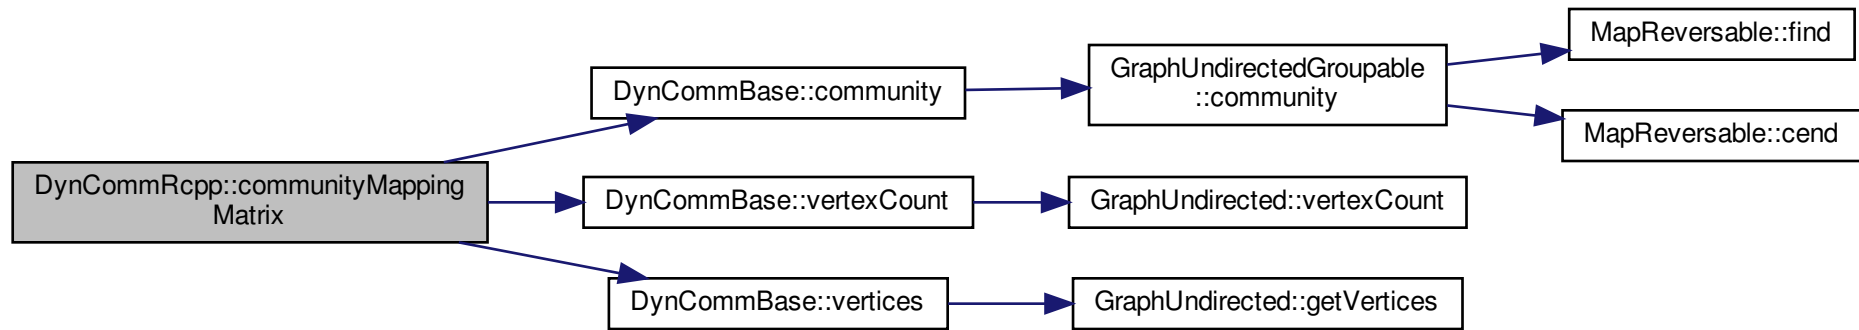 DynCommRcpp::communityMapping
Matrix
DynCommBase::community
GraphUndirectedGroupable
::community
MapReversable::find
MapReversable::cend
DynCommBase::vertexCount
GraphUndirected::vertexCount
DynCommBase::vertices
GraphUndirected::getVertices